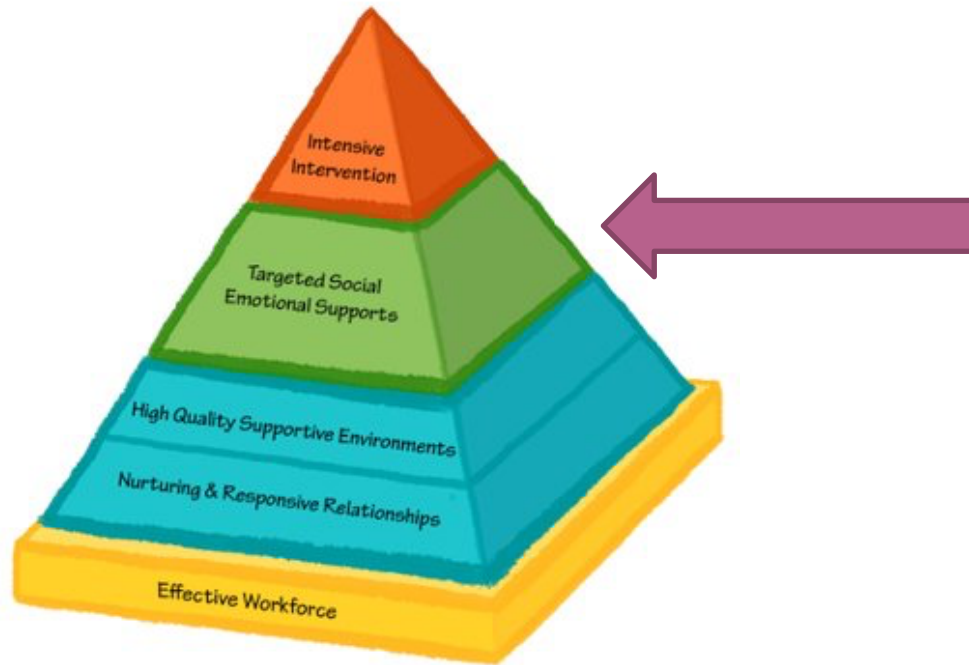 Intensive
Intervention
Targeted Social
Emotional Supports
High Quality Supportive Environments
Nurturing & Responsive Relationships
Effective Workforce